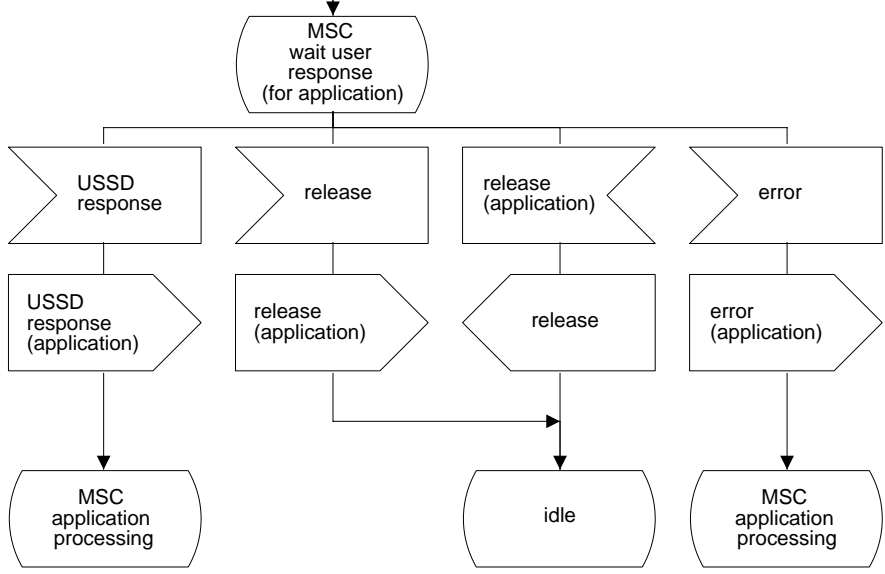 MSC
wait user
response
(for application)
USSD
response
release
release
(application)
error
USSD
response
(application)
release
(application)
release
error
(application)
MSC
application
processing
idle
MSC
application
processing